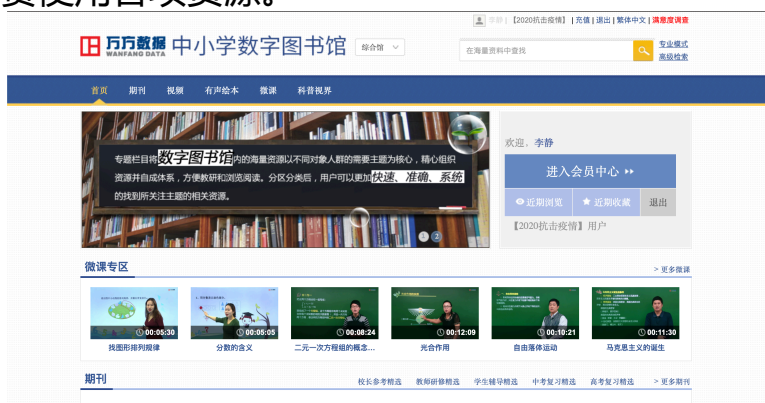 费使用各项资源。
李静 | 【2020抗击疫情】 | 充值 | 退出 | 繁体中文 | 满意度调查
万方数据
WANFANG DATA
中小学数字图书馆
综合馆
在海量资料中查找
专业模式
高级检索
首页 期刊 视频 有声绘本 微课 科普视界
专题栏目将数字图书馆内的海量资源以不同对象人群的需要主题为核心，精心组织
资源并自成体系，方便教研和浏览阅读。分区分类后，用户可以更加快速、准确、系统
的找到所关注主题的相关资源。
1 2
欢迎，李静
进入会员中心
近期浏览 近期收藏 退出
【2020抗击疫情】用户
微课专区
> 更多微课
00:05:30 00:05:05 00:08:24 00:12:09 00:10:21 00:11:30
找图形排列规律 分数的含义 二元一次方程组的概念... 光合作用 自由落体运动 马克思主义的诞生
期刊
校长参考精选 教师研修精选 学生辅导精选 中考复习精选 高考复习精选 > 更多期刊